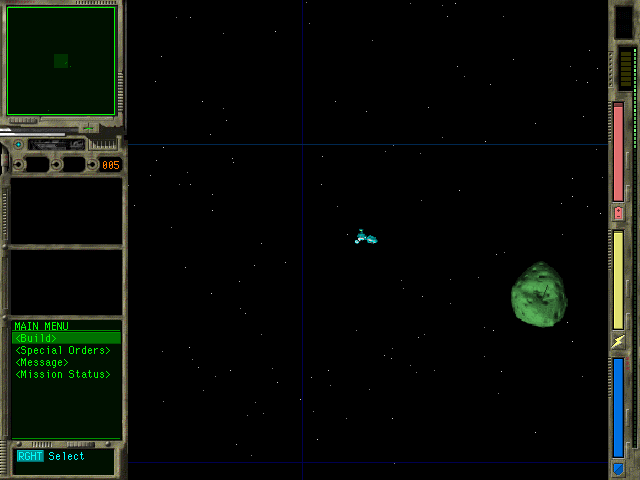 005
MAIN MENU
<Build>
<Special Orders>
<Message>
<Mission Status>
RGHT Select